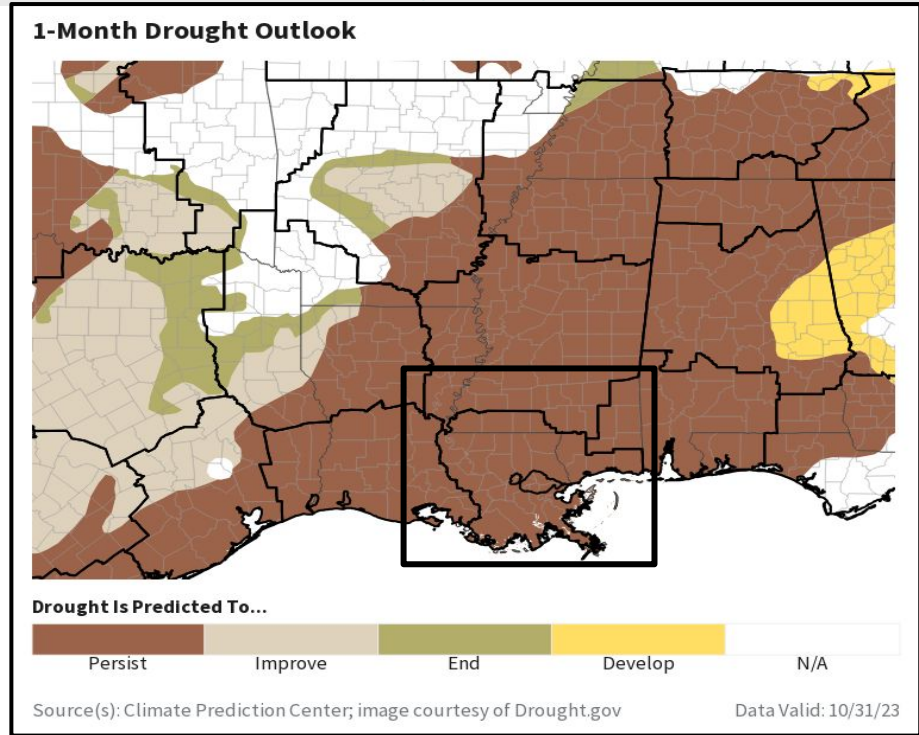 1-Month Drought Outlook
Drought Is Predicted To...
Persist Improve End Develop N/A
Source(s): Climate Prediction Center; image courtesy of Drought.gov Data Valid: 10/31/23